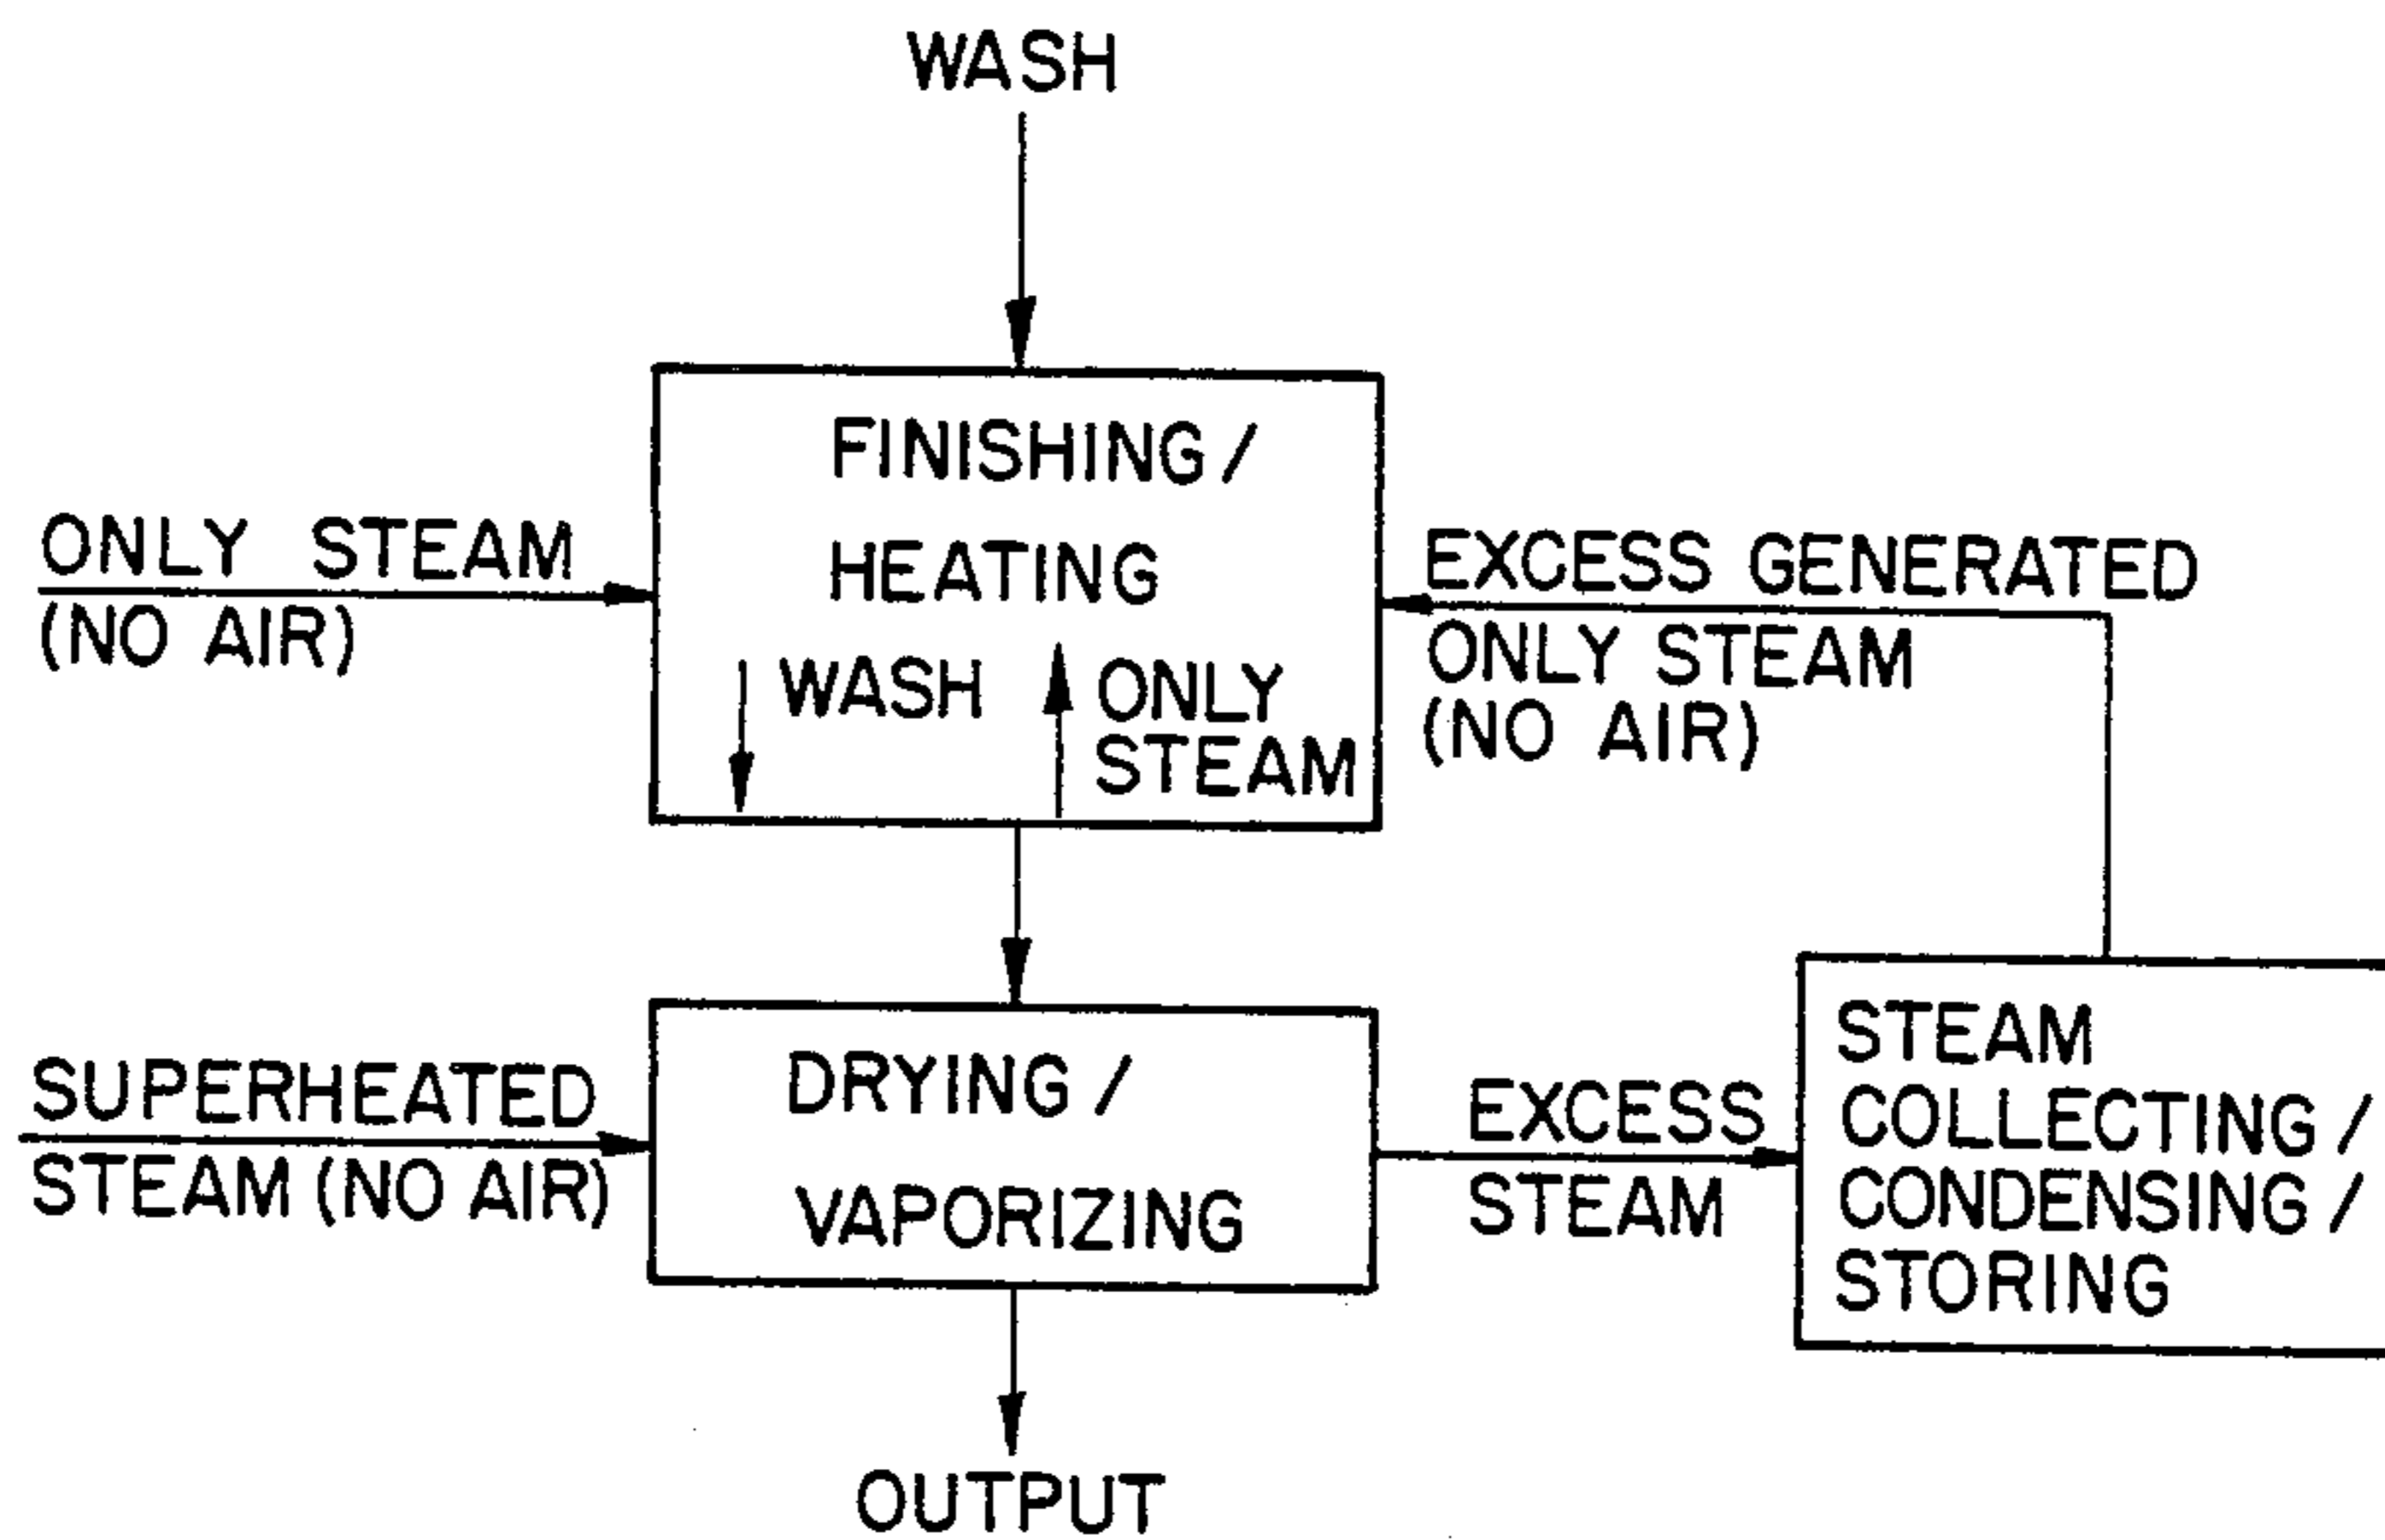 WASH
FINISHING /
HEATING
WASH
ONLY
STEAM
ONLY STEAM
(NO AIR)
EXCESS GENERATED
ONLY STEAM
(NO AIR)
DRYING /
VAPORIZING
SUPERHEATED
STEAM (NO AIR)
EXCESS
STEAM
STEAM
COLLECTING /
CONDENSING /
STORING
OUTPUT